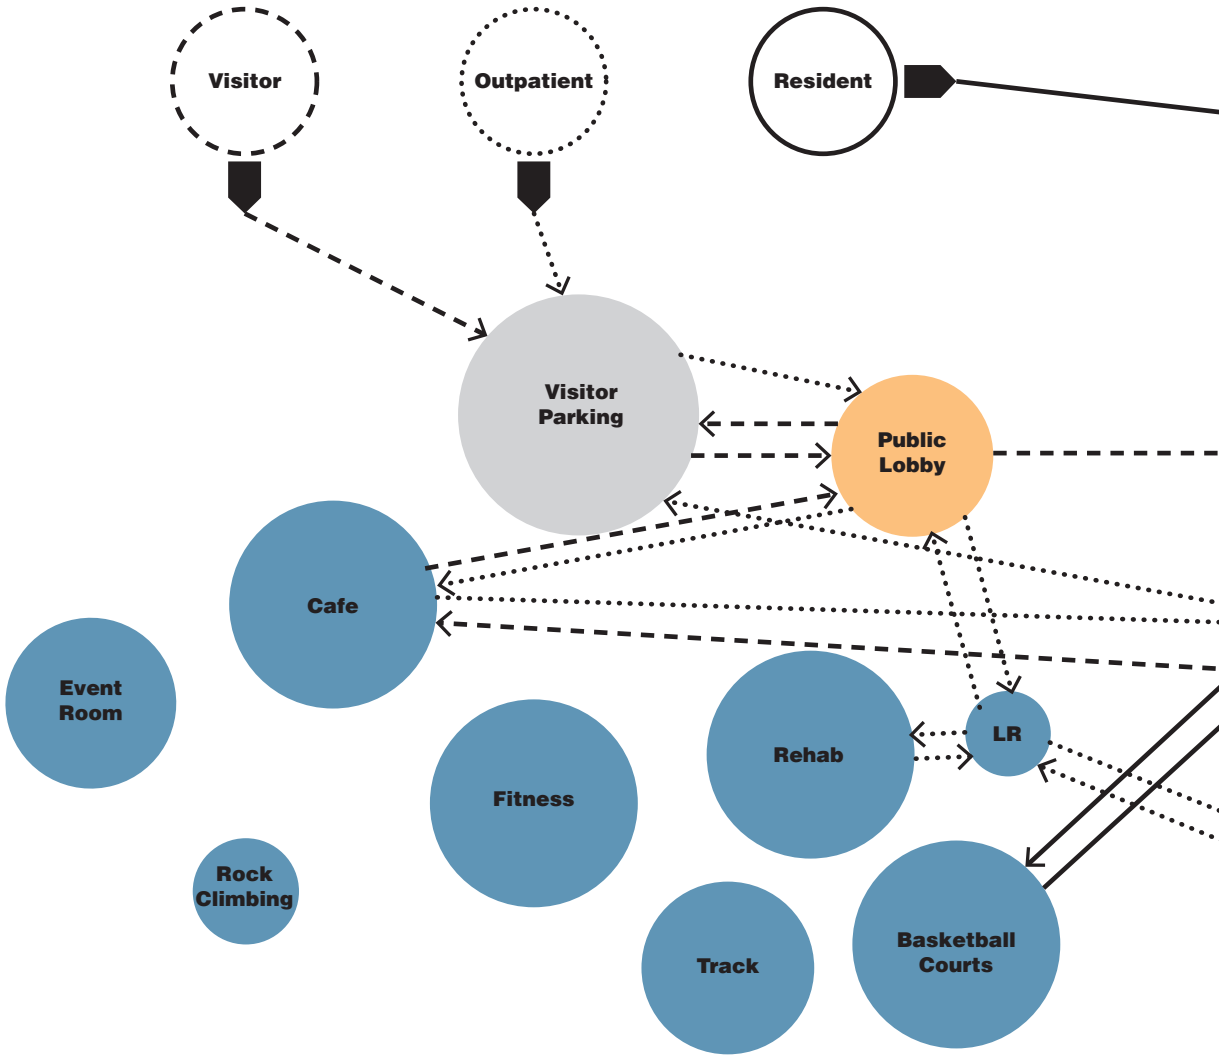 Visitor
Outpatient
Resident
Visitor
Parking
Public
Lobby
Cafe
Event
Room
Rehab
LR
Fitness
Rock
Climbing
Basketball
Courts
Track